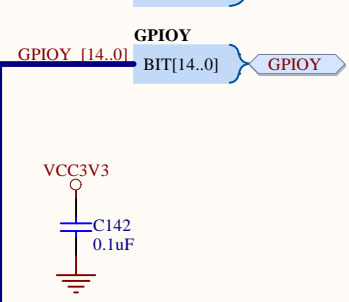 GPIOY
GPIOY [14..0]
BIT[14..0]
GPIOY
VCC3V3
C142
0.1uF